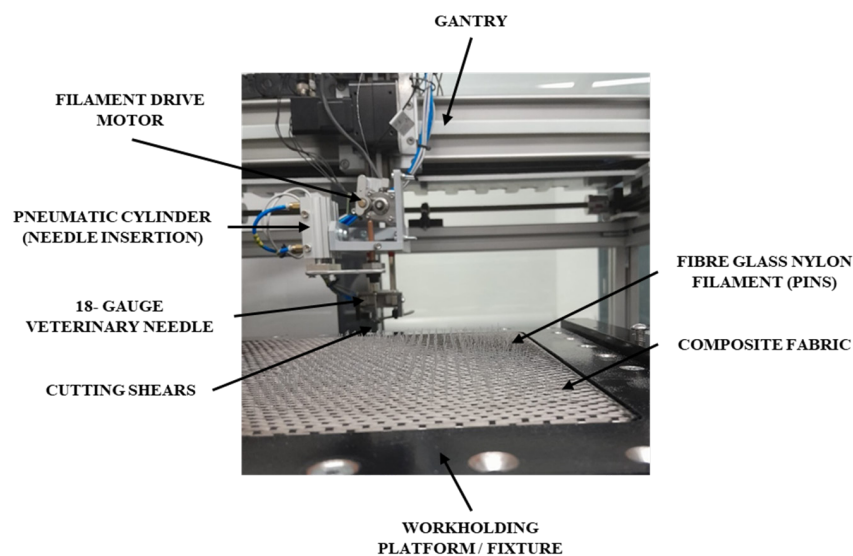 GANTRY
FILAMENT DRIVE
MOTOR
PNEUMATIC CYLINDER
(NEEDLE INSERTION)
FIBRE GLASS NYLON
FILAMENT (PINS)
18- GAUGE
VETERINARY NEEDLE
COMPOSITE FABRIC
CUTTING SHEARS
WORKHOLDING
PLATFORM / FIXTURE